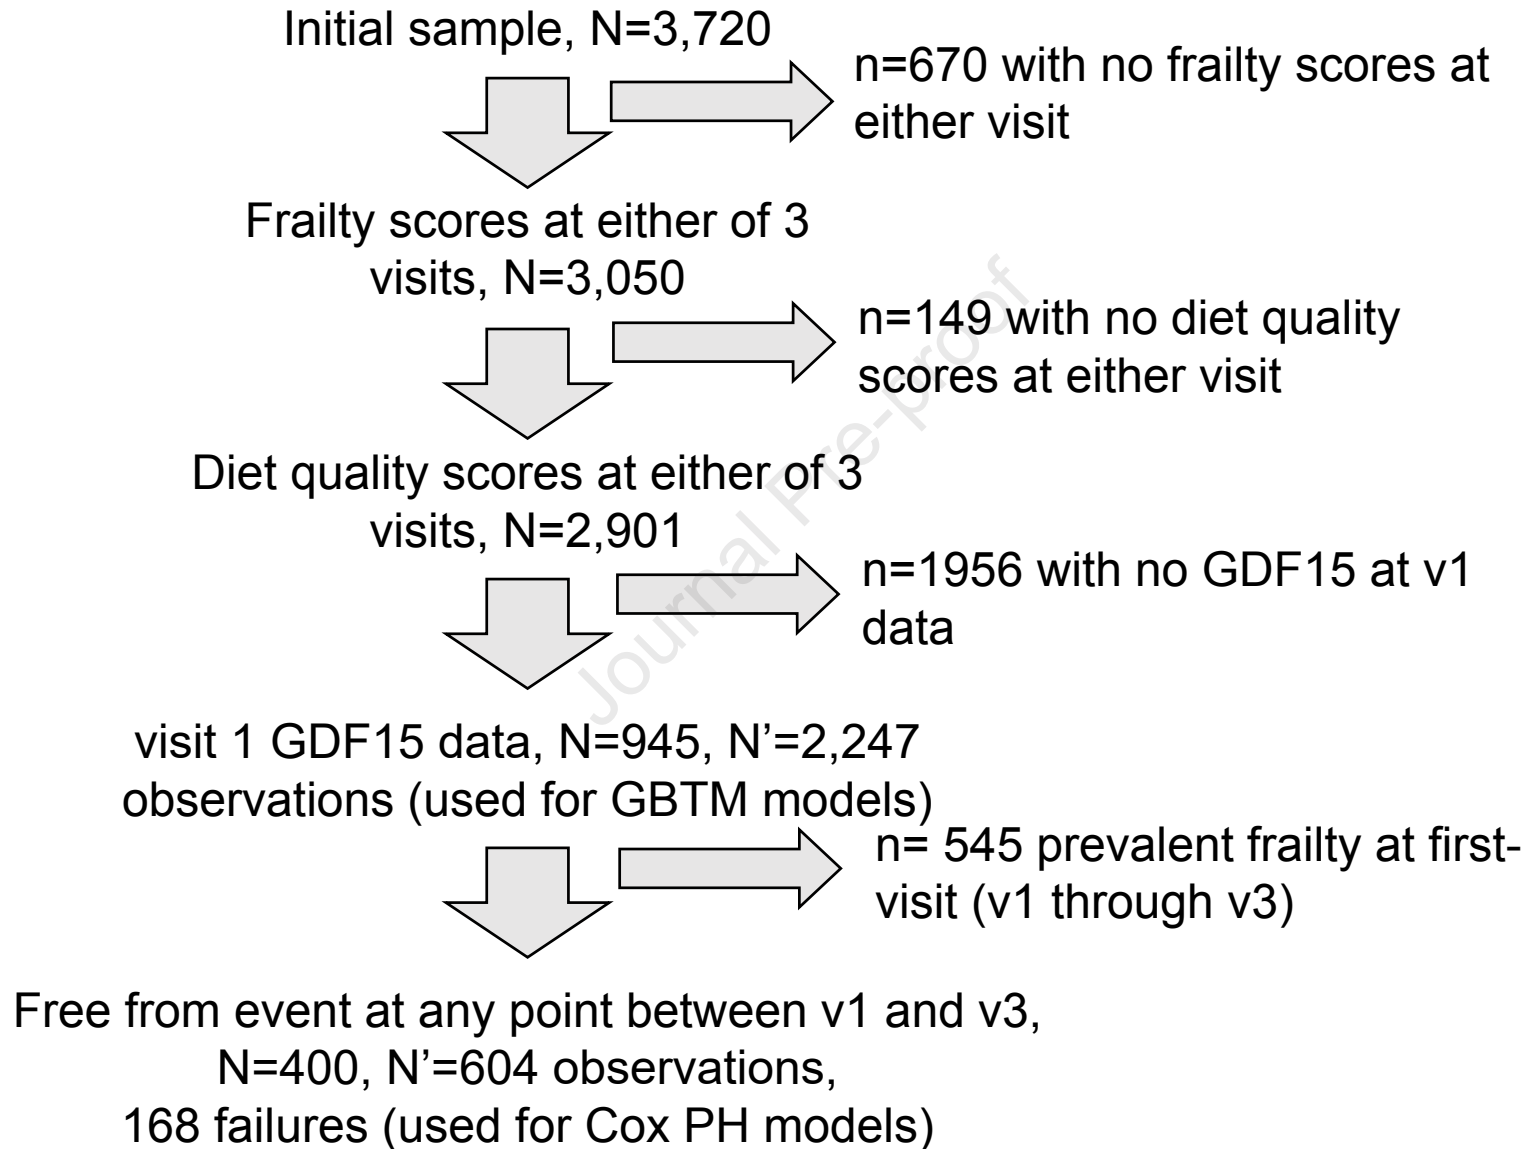 Initial sample, N=3,720
n=670 with no frailty scores at
either visit
Frailty scores at either of 3
visits, N=3,050
n=149 with no diet quality
scores at either visit
Diet quality scores at either of 3
visits, N=2,901
n=1956 with no GDF15 at v1
data
visit 1 GDF15 data, N=945, N’=2,247
observations (used for GBTM models)
n= 545 prevalent frailty at first-
visit (v1 through v3)
Free from event at any point between v1 and v3,
N=400, N’=604 observations,
168 failures (used for Cox PH models)
Journal Pre-proof